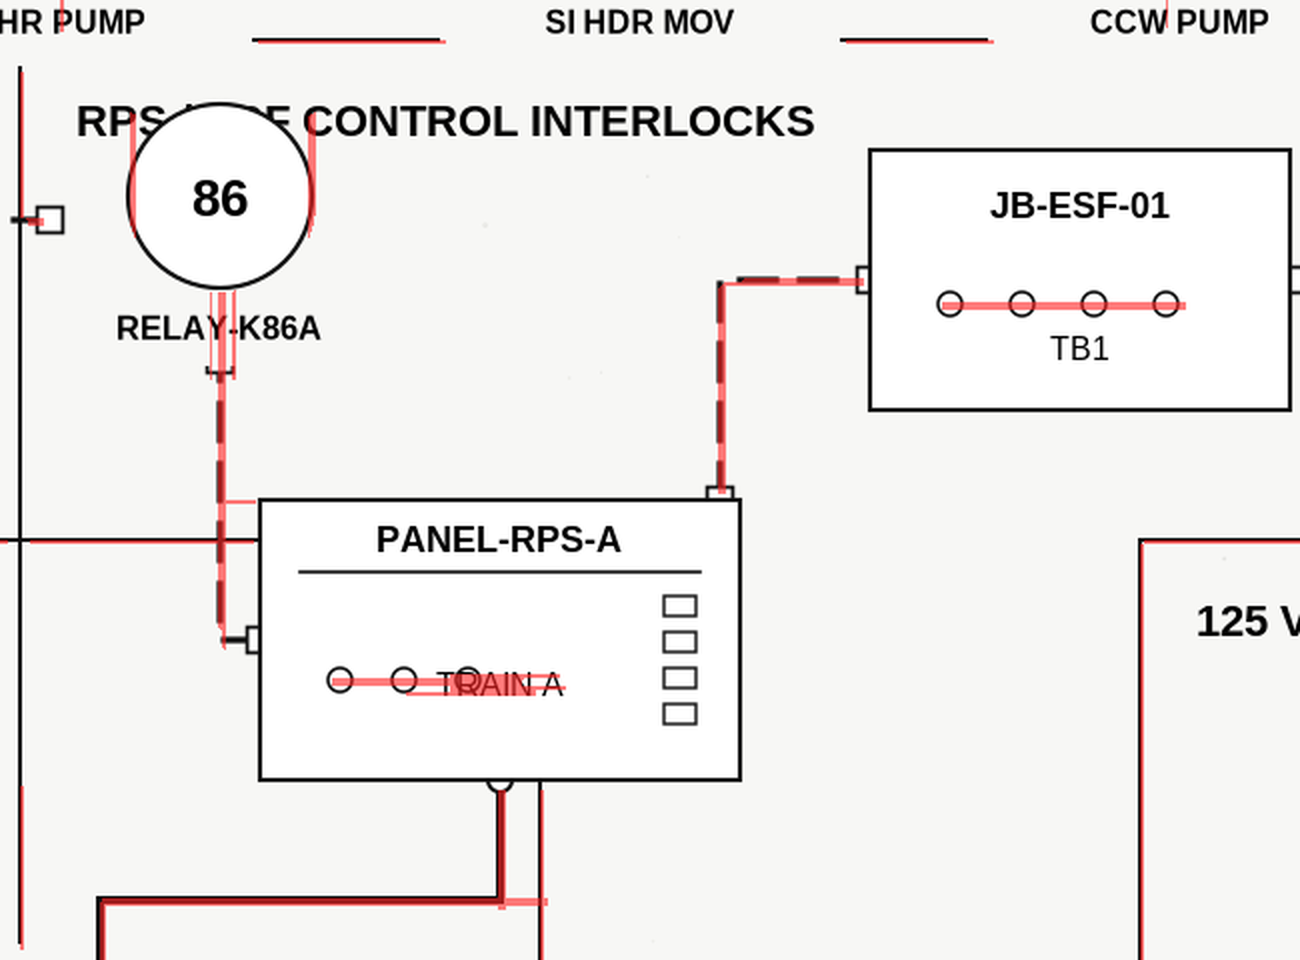 HR PUMP
SI HDR MOV
CCW PUMP
RPS CONTROL INTERLOCKS
86
JB-ESF-01
RELAY-K86A
TB1
PANEL-RPS-A
125 V
TRAIN A